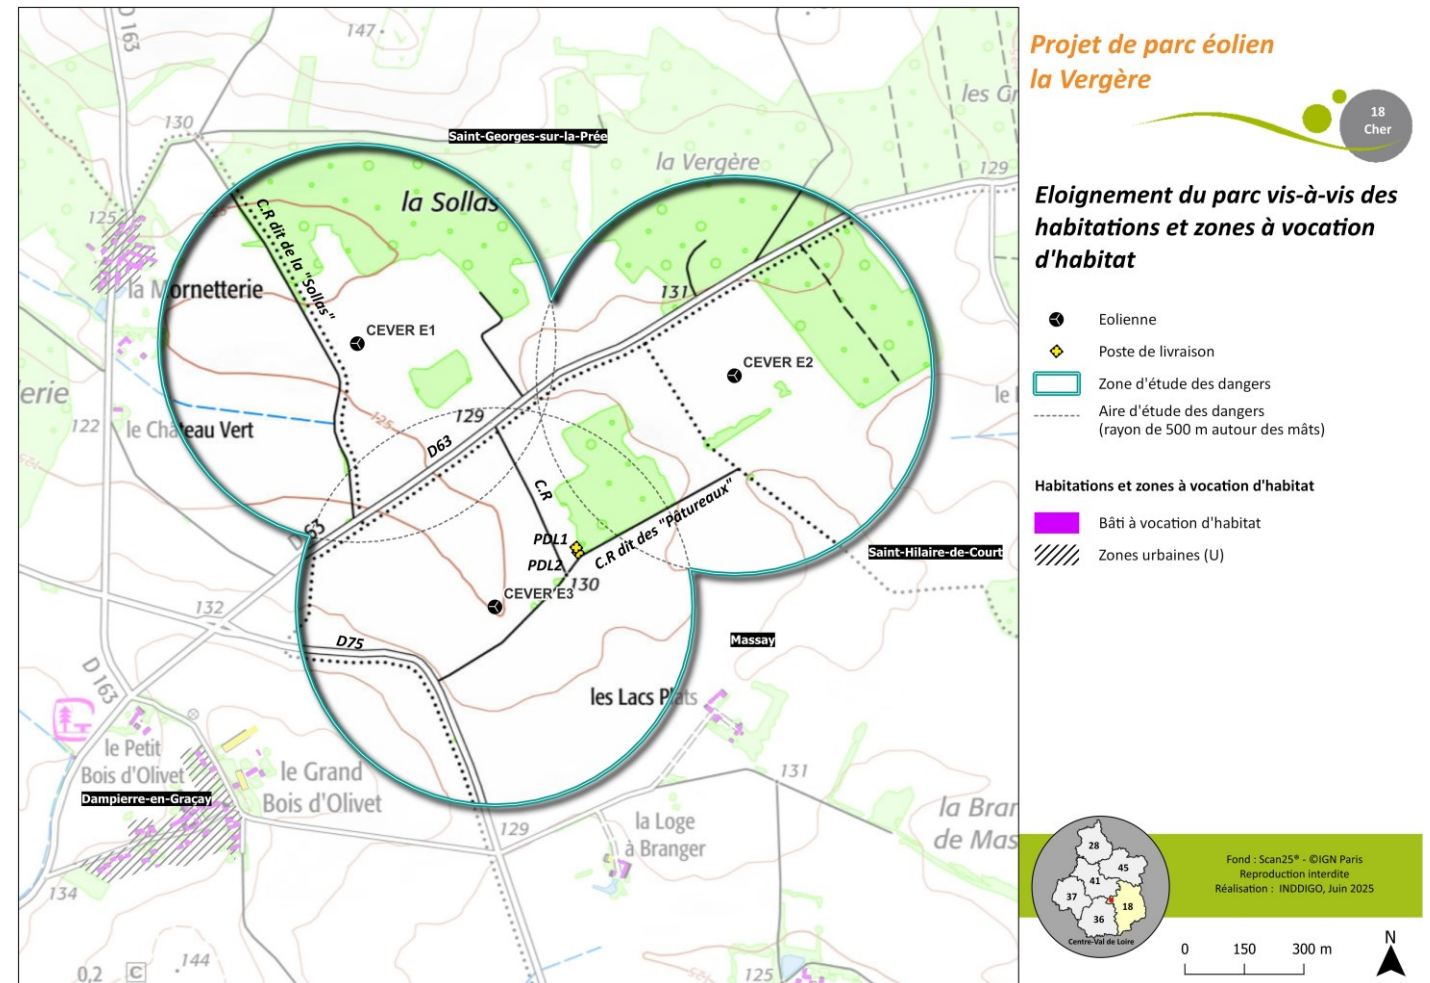 D 163
147
130
Saint-Georges-sur-la-Prée
les Gr
la Vergère
129
la Sollas
C.R dit de la "Sollas"
125
la Mornetterie
131
CEVER E1
CEVER E2
erie
le Château Vert
122
125
129
D63
C.R
C.R dit des "Pâtureaux"
PDL1
PDL2
130
CEVER E3
Saint-Hilaire-de-Court
132
D75
Massay
D 163
les Lacs Plats
le Petit
Bois d'Olivet
Dampierre-en-Graçay
le Grand
Bois d'Olivet
131
129
la Loge
à Branger
la Bran
de Mas
134
0,2
C
144
125
Projet de parc éolien
la Vergère
18
Cher
Eloignement du parc vis-à-vis des
habitations et zones à vocation
d'habitat
Eolienne
Poste de livraison
Zone d'étude des dangers
Aire d'étude des dangers
(rayon de 500 m autour des mâts)
Habitations et zones à vocation d'habitat
Bâti à vocation d'habitat
Zones urbaines (U)
28
45
41
37
18
36
Centre-Val de Loire
Fond : Scan25® - ©IGN Paris
Reproduction interdite
Réalisation : INDDIGO, Juin 2025
0 150 300 m
N